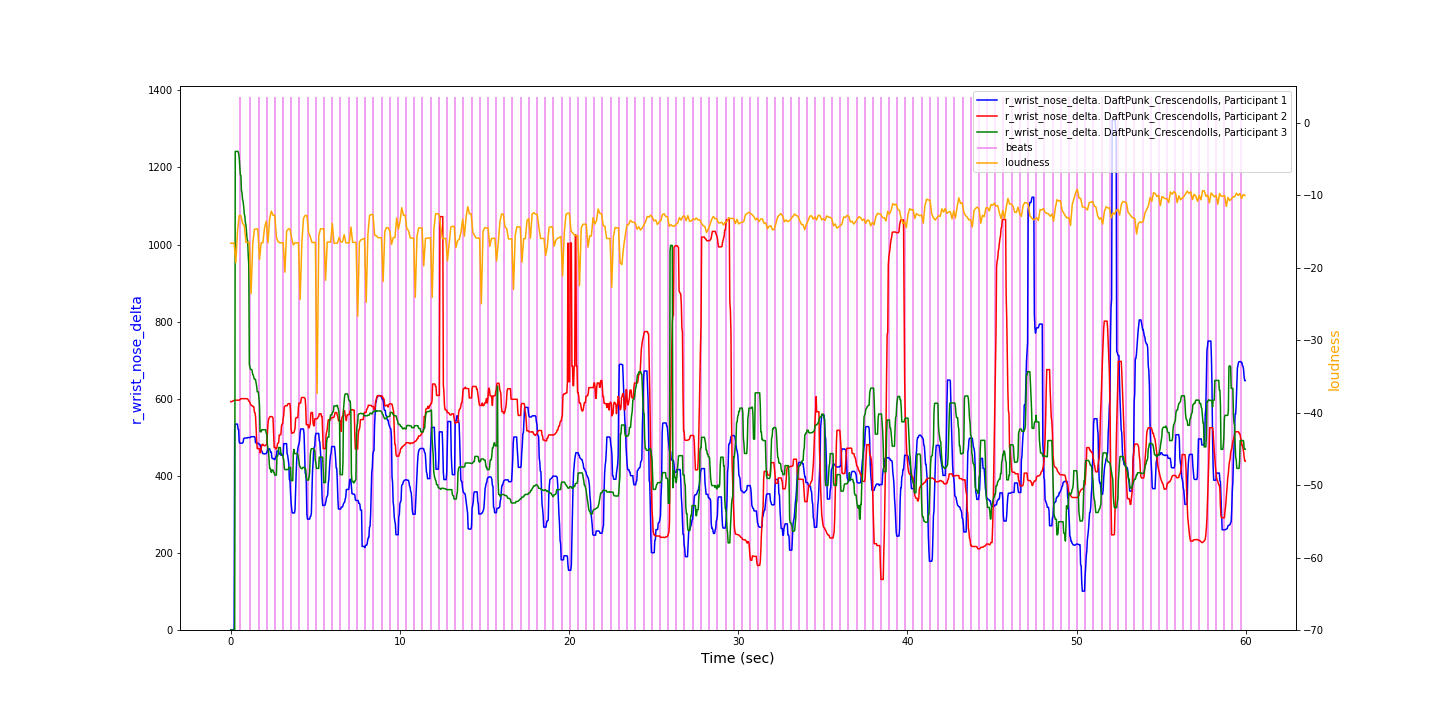 1400
1200
1000
800
600
400
200
0
r_wrist_nose_delta
0
10
20
30
40
50
60
Time (sec)
0
−10
−20
−30
−40
−50
−60
−70
loudness
r_wrist_nose_delta. DaftPunk_Crescendolls, Participant 1
r_wrist_nose_delta. DaftPunk_Crescendolls, Participant 2
r_wrist_nose_delta. DaftPunk_Crescendolls, Participant 3
beats
loudness